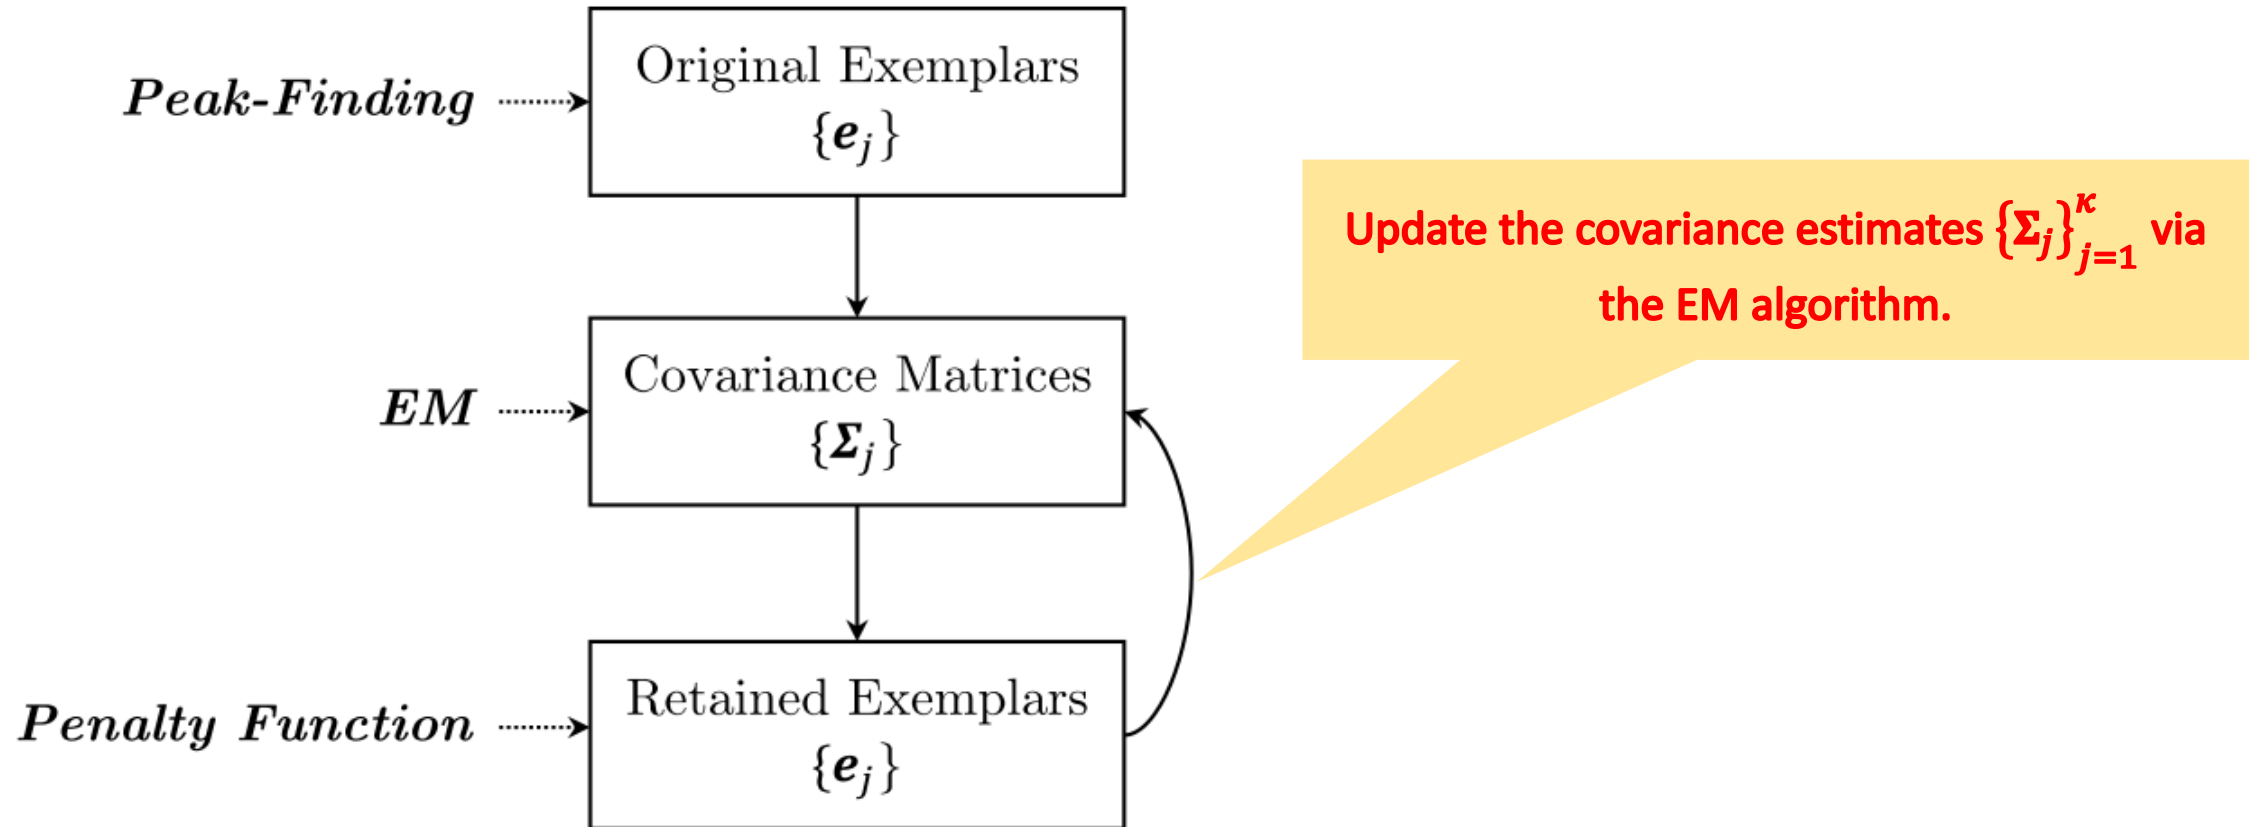 Peak-Finding
Original Exemplars
{e_j}
Update the covariance estimates {Σ_j}_{j=1}^κ via
the EM algorithm.
EM
Covariance Matrices
{Σ_j}
Penalty Function
Retained Exemplars
{e_j}